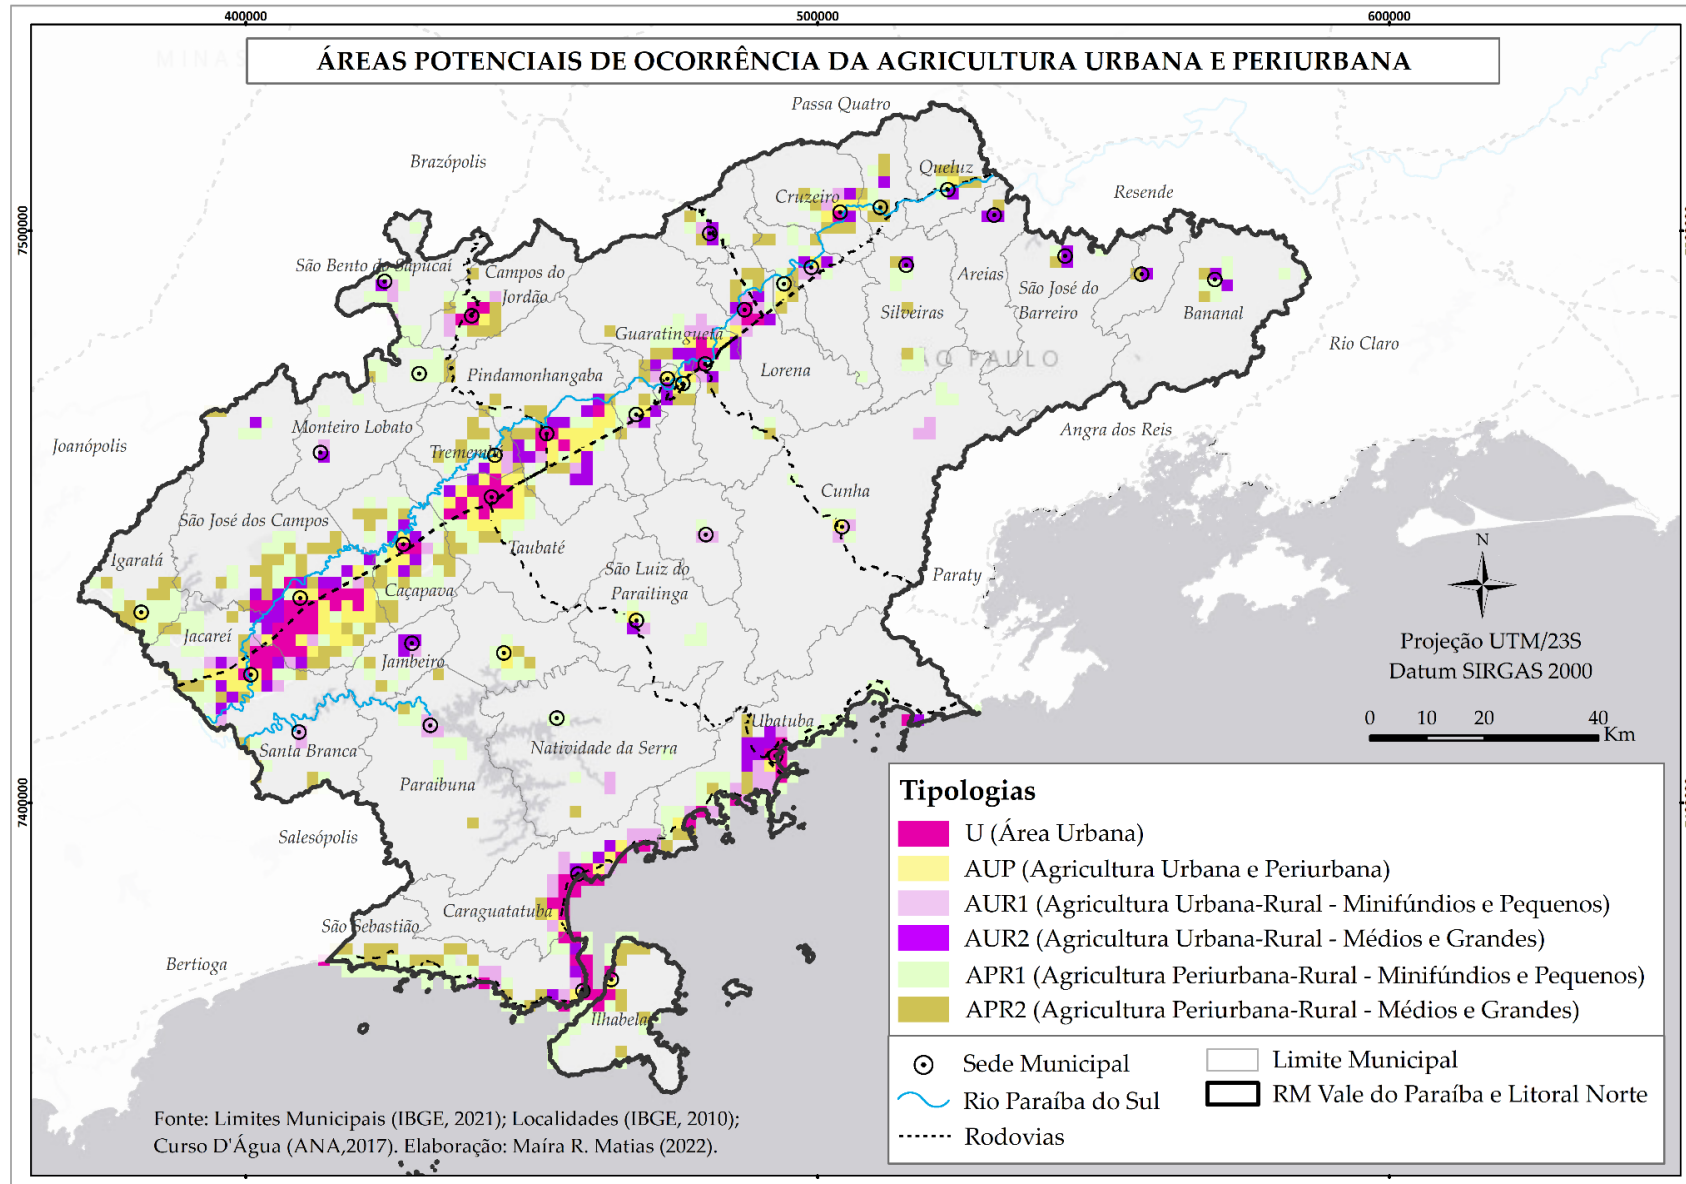 400000
500000
600000
MINAS
ÁREAS POTENCIAIS DE OCORRÊNCIA DA AGRICULTURA URBANA E PERIURBANA
Passa Quatro
Brazópolis
Queluz
Resende
Cruzeiro
7500000
São Bento do Sapucaí
Campos do
Jordão
Areias
São José do
Barreiro
Silveiras
Bananal
Guaratinguetá
Rio Claro
SÃO PAULO
Lorena
Pindamonhangaba
Monteiro Lobato
Angra dos Reis
Joanópolis
Tremembé
Cunha
São José dos Campos
N
Taubaté
Igaratá
São Luiz do
Paraitinga
Paraty
Caçapava
Jacareí
Projeção UTM/23S
Jambeiro
Datum SIRGAS 2000
0 10 20 40
Km
Ubatuba
Santa Branca
Natividade da Serra
Paraibuna
7400000
Salesópolis
Caraguatatuba
São Sebastião
Bertioga
Ilhabela
Tipologias
U (Área Urbana)
AUP (Agricultura Urbana e Periurbana)
AUR1 (Agricultura Urbana-Rural - Minifúndios e Pequenos)
AUR2 (Agricultura Urbana-Rural - Médios e Grandes)
APR1 (Agricultura Periurbana-Rural - Minifúndios e Pequenos)
APR2 (Agricultura Periurbana-Rural - Médios e Grandes)
Sede Municipal
Limite Municipal
Rio Paraíba do Sul
RM Vale do Paraíba e Litoral Norte
Rodovias
Fonte: Limites Municipais (IBGE, 2021); Localidades (IBGE, 2010);
Curso D'Água (ANA,2017). Elaboração: Maíra R. Matias (2022).